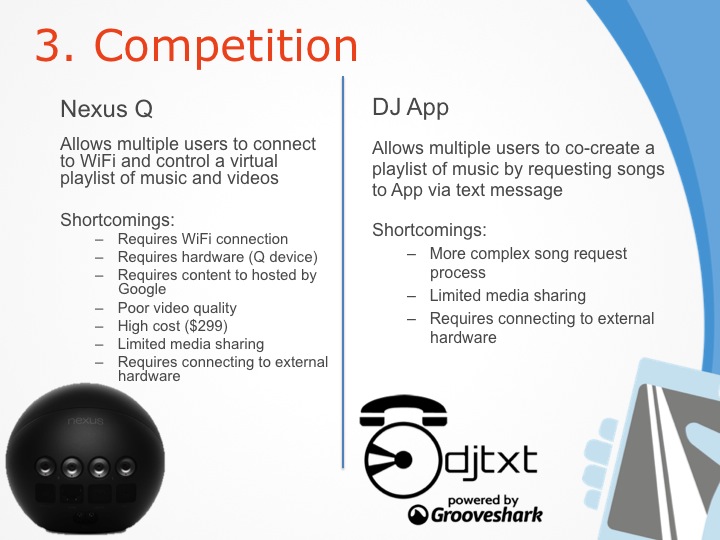 3. Competition
Nexus Q
Allows multiple users to connect
to WiFi and control a virtual
playlist of music and videos
Shortcomings:
– Requires WiFi connection
– Requires hardware (Q device)
– Requires content to hosted by
Google
– Poor video quality
– High cost ($299)
– Limited media sharing
– Requires connecting to external
hardware
nexus
DJ App
Allows multiple users to co-create a
playlist of music by requesting songs
to App via text message
Shortcomings:
– More complex song request
process
– Limited media sharing
– Requires connecting to external
hardware
djtxt
powered by
Grooveshark